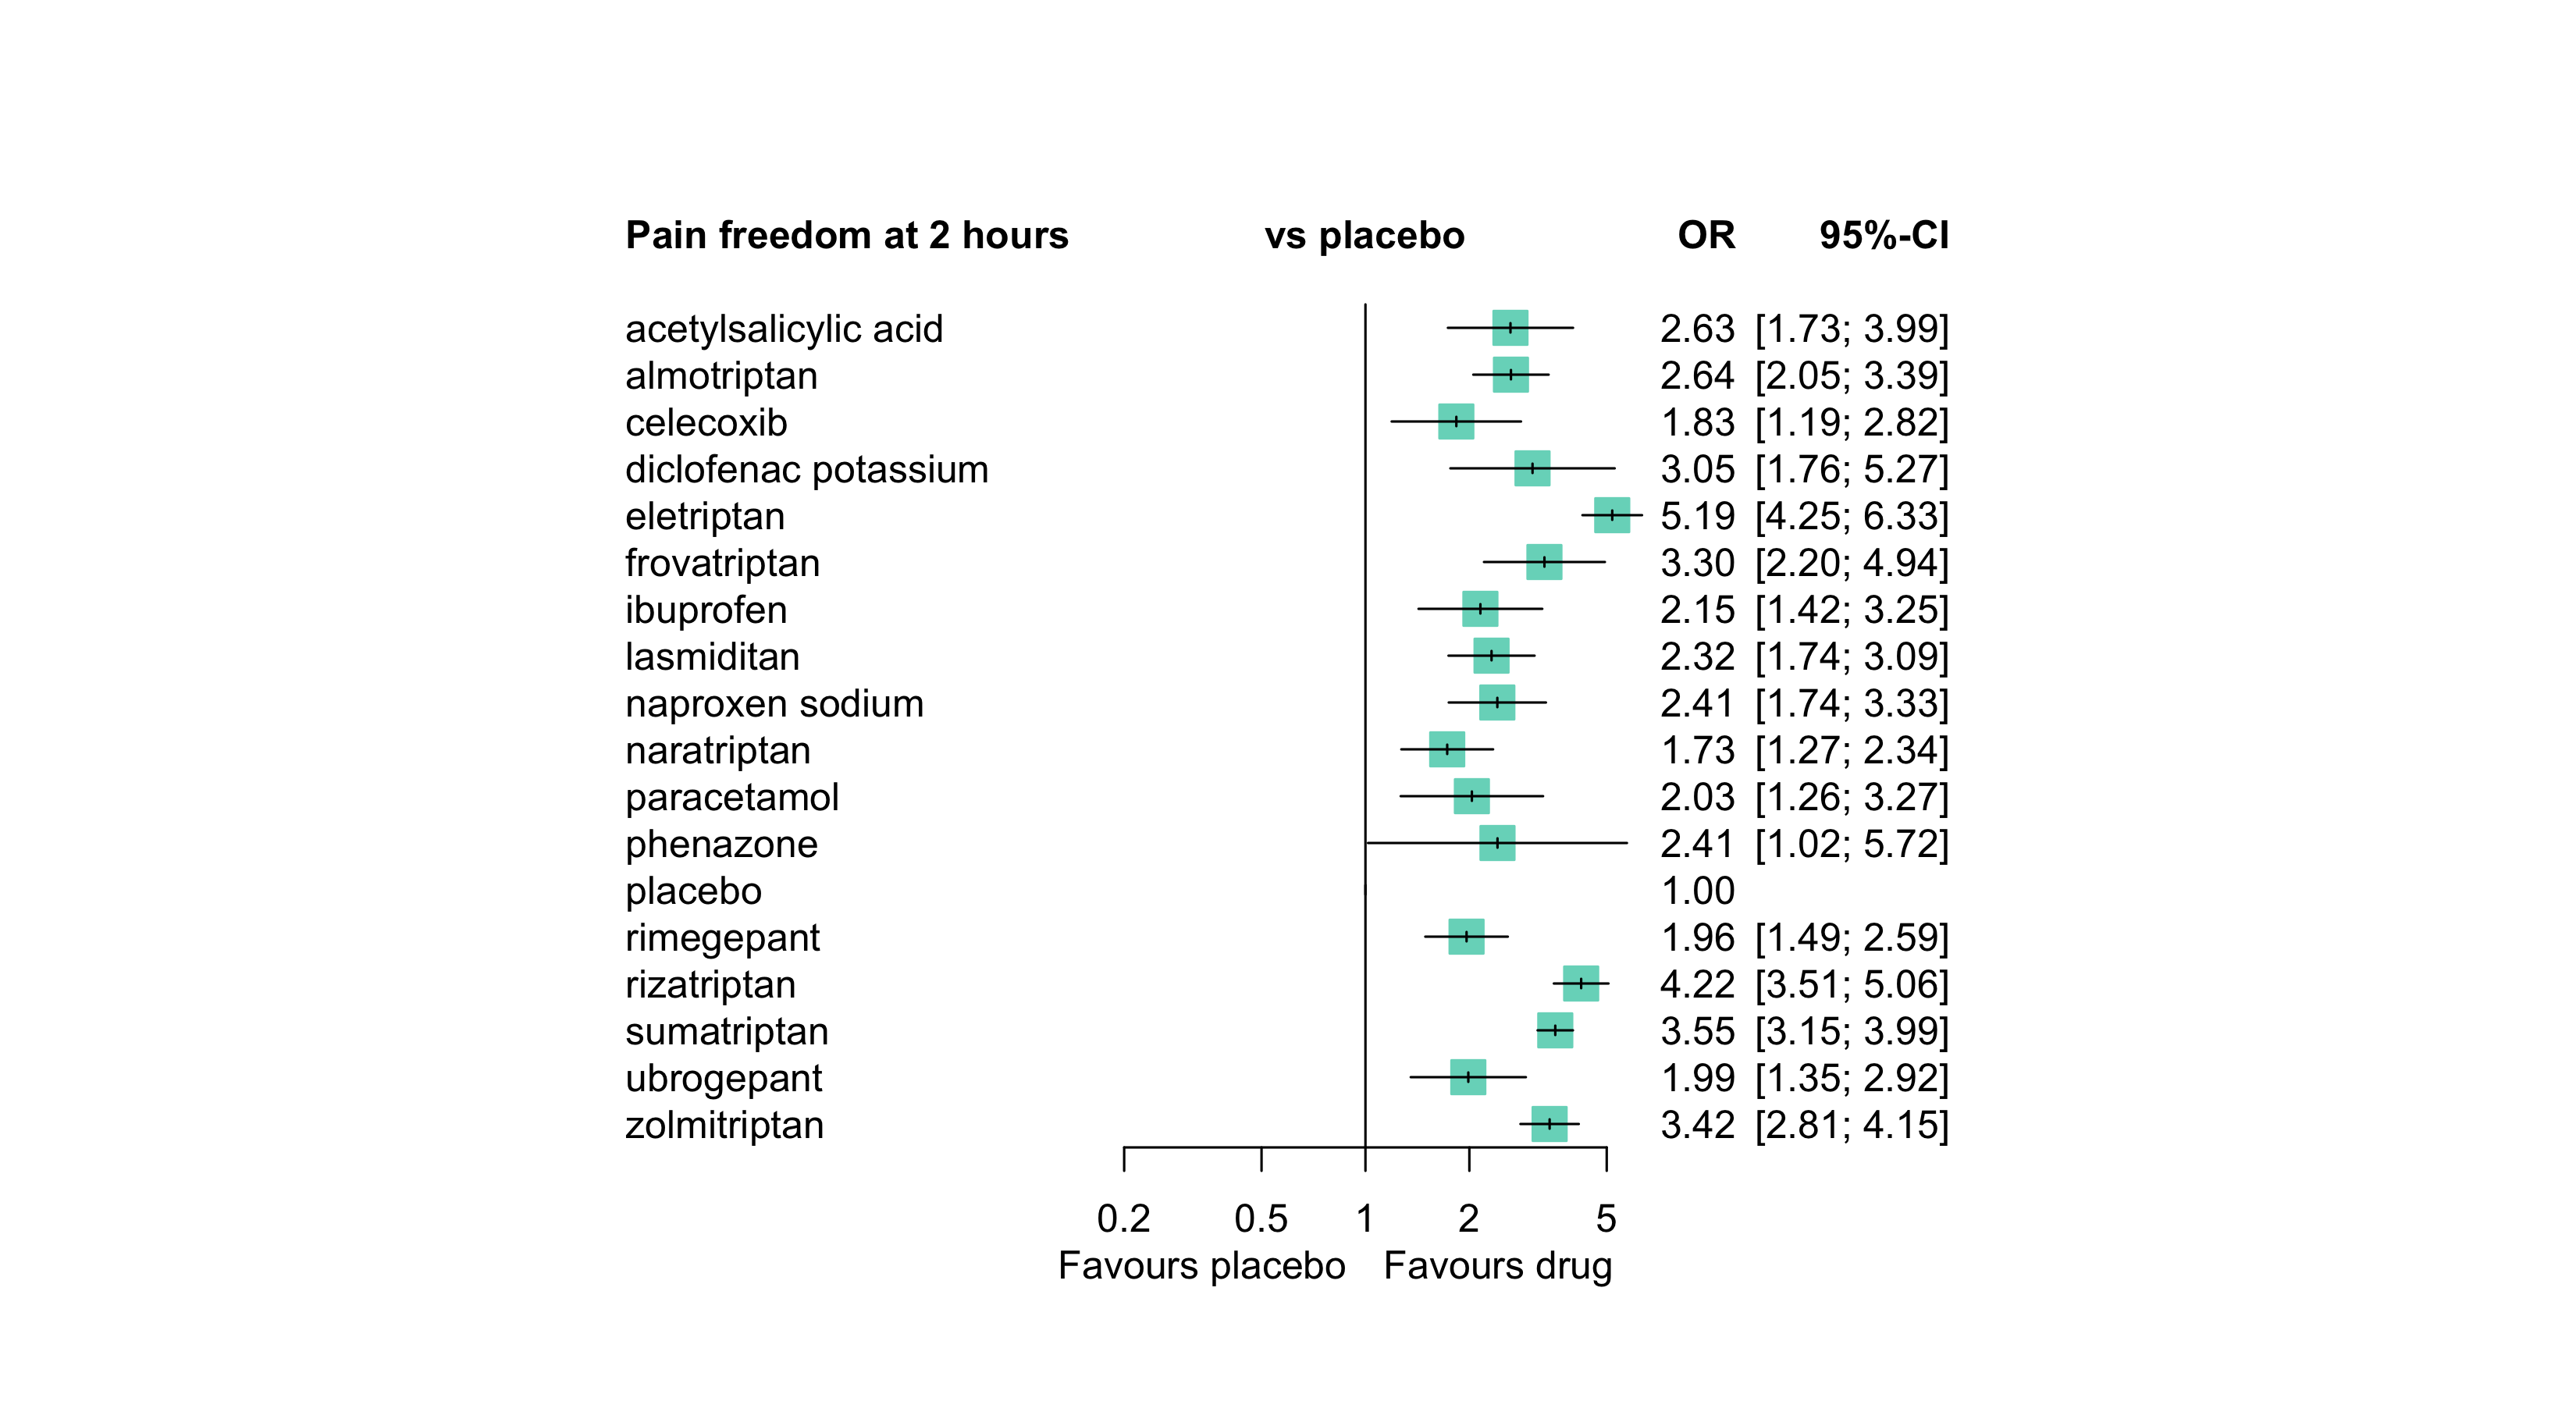 Pain freedom at 2 hours vs placebo OR 95%-CI
acetylsalicylic acid 2.63 [1.73; 3.99]
almotriptan 2.64 [2.05; 3.39]
celecoxib 1.83 [1.19; 2.82]
diclofenac potassium 3.05 [1.76; 5.27]
eletriptan 5.19 [4.25; 6.33]
frovatriptan 3.30 [2.20; 4.94]
ibuprofen 2.15 [1.42; 3.25]
lasmiditan 2.32 [1.74; 3.09]
naproxen sodium 2.41 [1.74; 3.33]
naratriptan 1.73 [1.27; 2.34]
paracetamol 2.03 [1.26; 3.27]
phenazone 2.41 [1.02; 5.72]
placebo 1.00
rimegepant 1.96 [1.49; 2.59]
rizatriptan 4.22 [3.51; 5.06]
sumatriptan 3.55 [3.15; 3.99]
ubrogepant 1.99 [1.35; 2.92]
zolmitriptan 3.42 [2.81; 4.15]
0.2 0.5 1 2 5
Favours placebo Favours drug